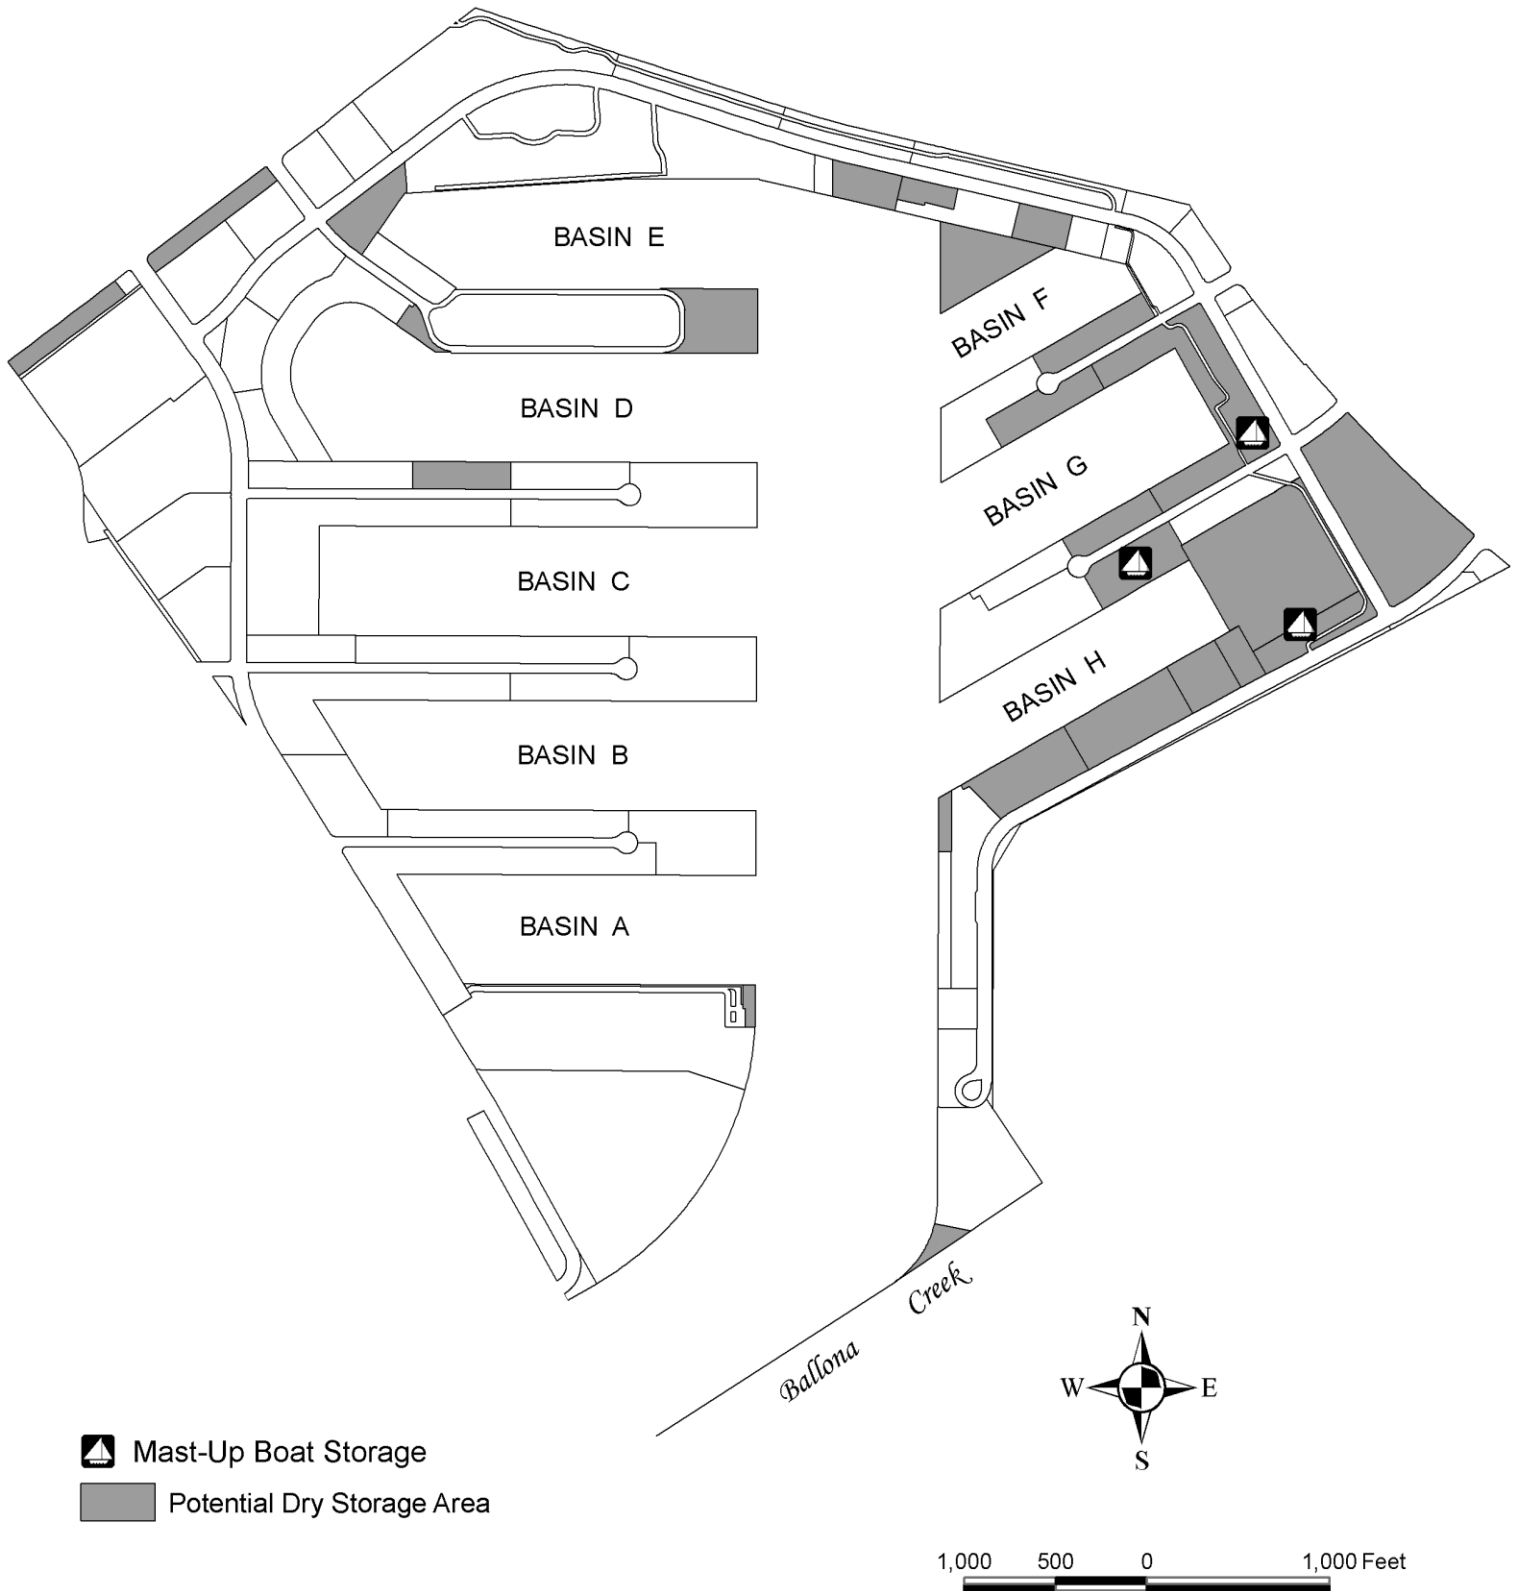 BASIN E
BASIN F
BASIN D
BASIN G
BASIN C
BASIN H
BASIN B
BASIN A
Ballona Creek
N
W E
S
Mast-Up Boat Storage
Potential Dry Storage Area
1,000 500 0 1,000 Feet